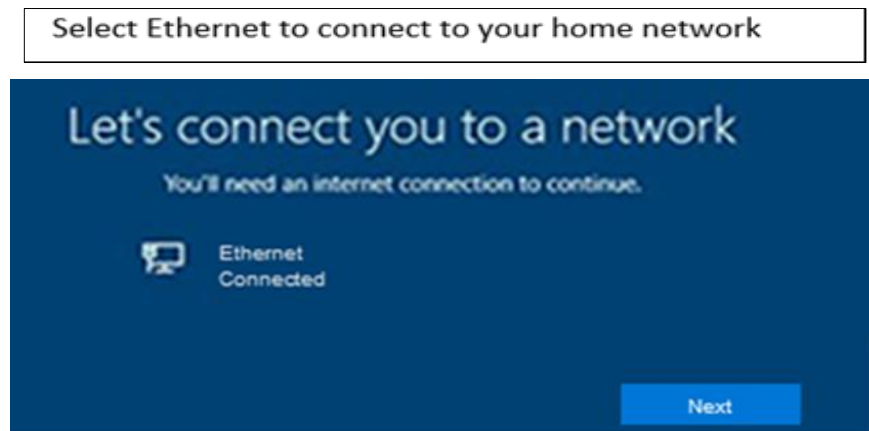 Select Ethernet to connect to your home network
Let's connect you to a network
You'll need an internet connection to continue.
Ethernet
Connected
Next